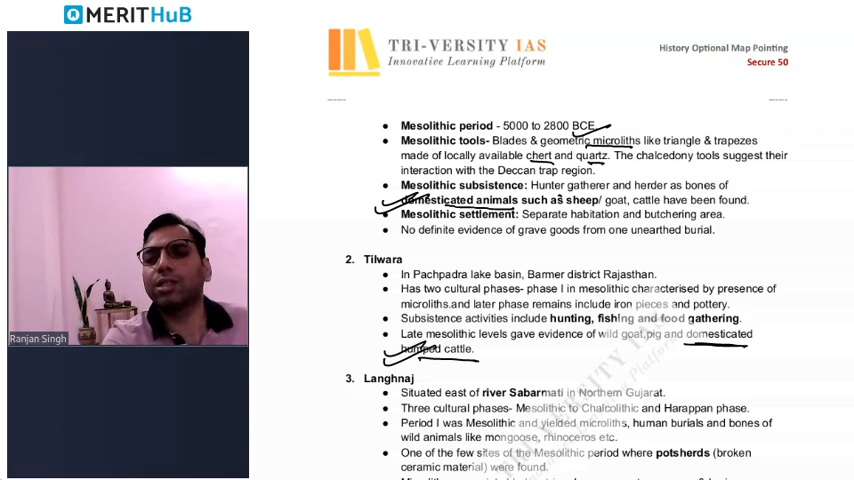 MERITHUB
TRI-VERSITY IAS
Innovative Learning Platform
History Optional Map Pointing
Secure 50
● Mesolithic period - 5000 to 2800 BCE.
● Mesolithic tools- Blades & geometric microliths like triangle & trapezes
made of locally available chert and quartz. The chalcedony tools suggest their
interaction with the Deccan trap region.
● Mesolithic subsistence: Hunter gatherer and herder as bones of
domesticated animals such as sheep/ goat, cattle have been found.
● Mesolithic settlement: Separate habitation and butchering area.
● No definite evidence of grave goods from one unearthed burial.
2. Tilwara
● In Pachpadra lake basin, Barmer district Rajasthan.
● Has two cultural phases- phase I in mesolithic characterised by presence of
microliths.and later phase remains include iron pieces and pottery.
● Subsistence activities include hunting, fishing and food gathering.
● Late mesolithic levels gave evidence of wild goat,pig and domesticated
humped cattle.
3. Langhnaj
● Situated east of river Sabarmati in Northern Gujarat.
● Three cultural phases- Mesolithic to Chalcolithic and Harappan phase.
● Period I was Mesolithic and yielded microliths, human burials and bones of
wild animals like mongoose, rhinoceros etc.
● One of the few sites of the Mesolithic period where potsherds (broken
ceramic material) were found.
Ranjan Singh
TRI-VERSITY IAS
Innovative Learning Platform